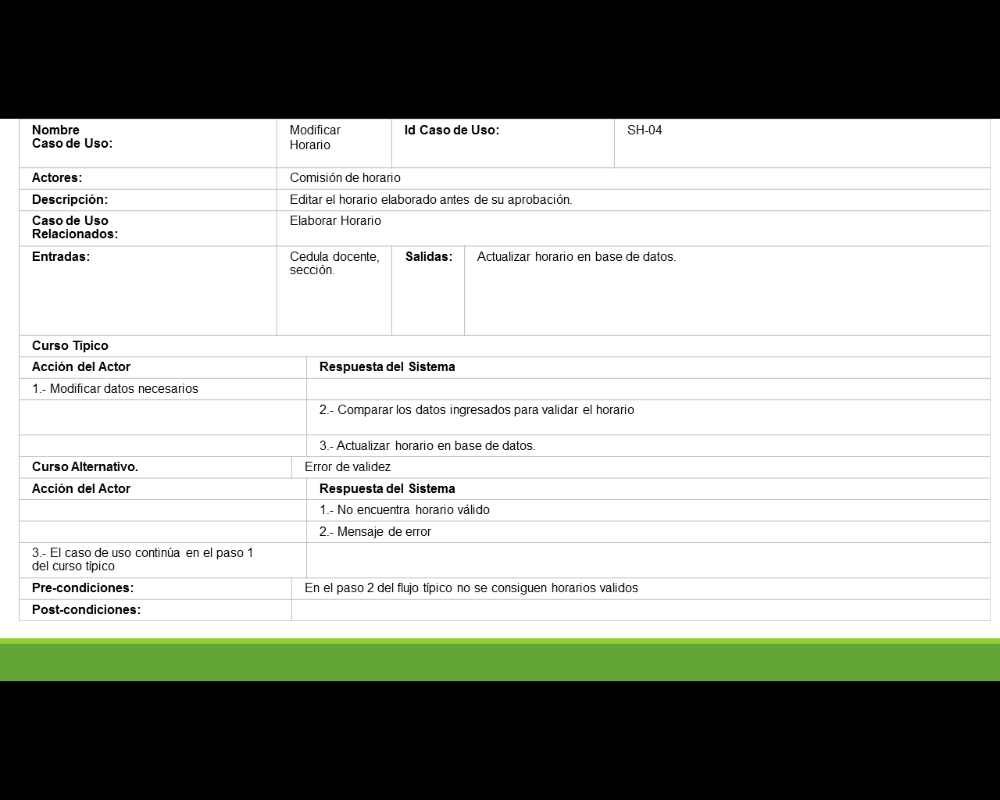 Nombre
Caso de Uso:
Modificar
Horario
Id Caso de Uso:
SH-04
Actores:
Comisión de horario
Descripción:
Editar el horario elaborado antes de su aprobación.
Caso de Uso
Relacionados:
Elaborar Horario
Entradas:
Cedula docente,
sección.
Salidas:
Actualizar horario en base de datos.
Curso Típico
Acción del Actor
Respuesta del Sistema
1.- Modificar datos necesarios
2.- Comparar los datos ingresados para validar el horario
3.- Actualizar horario en base de datos.
Curso Alternativo.
Error de validez
Acción del Actor
Respuesta del Sistema
1.- No encuentra horario válido
2.- Mensaje de error
3.- El caso de uso continúa en el paso 1
del curso típico
Pre-condiciones:
En el paso 2 del flujo típico no se consiguen horarios validos
Post-condiciones: